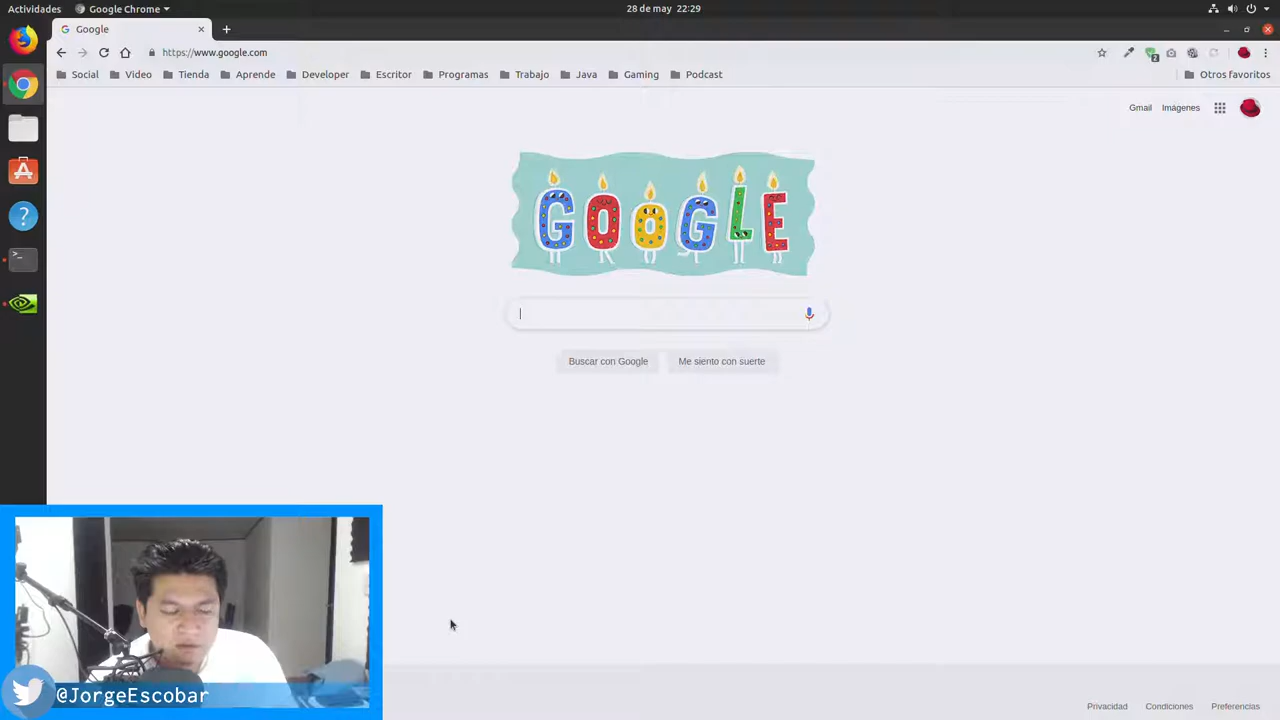 Actividades Google Chrome 28 de may 22:29
Google
https://www.google.com
2
Social Video Tienda Aprende Developer Escritor Programas Trabajo Java Gaming Podcast Otros favoritos
Gmail Imágenes
GOOGLE
Buscar con Google Me siento con suerte
@JorgeEscobar
Privacidad Condiciones Preferencias